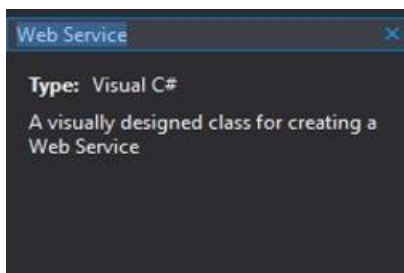 Web Service
Type: Visual C#
A visually designed class for creating a
Web Service